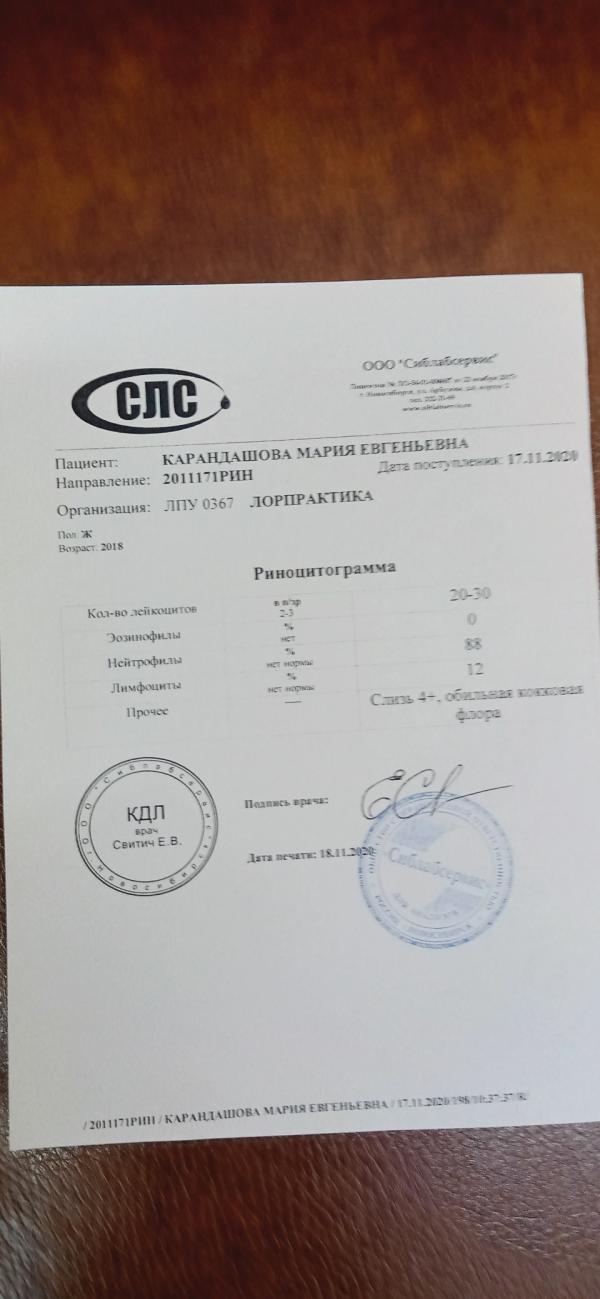 СЛС
ООО "Сиблабсервис"
Пациент: КАРАНДАШОВА МАРИЯ ЕВГЕНЬЕВНА
Направление: 2011171РИН Дата поступления: 17.11.2020
Организация: ЛПУ 0367 ЛОРПРАКТИКА
Пол: Ж
Возраст: 2018
Риноцитограмма
Кол-во лейкоцитов в п/зр 2-3 20-30
Эозинофилы % нет 0
Нейтрофилы % нет нормы 88
Лимфоциты % нет нормы 12
Прочее — Слизь 4+, обильная кокковая флора
ООО "Сиблабсервис" г. Новосибирск
КДЛ
врач
Свитич Е.В.
Подпись врача:
Дата печати: 18.11.2020
Сиблабсервис
/ 2011171РИН / КАРАНДАШОВА МАРИЯ ЕВГЕНЬЕВНА / 17.11.2020